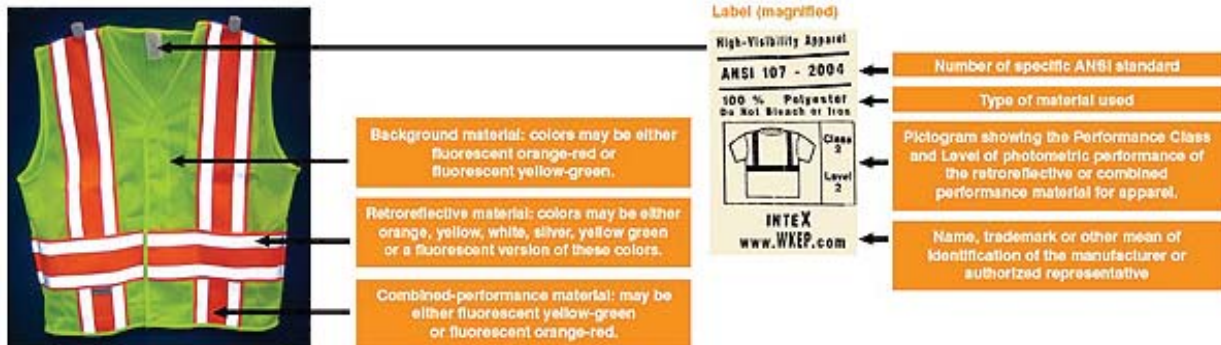 Label (magnified)
High-Visibility Apparel
ANSI 107 - 2004
100 % Polyester
Do Not Bleach or Iron
Class
2
Level
2
INTEX
www.WKEP.com
Number of specific ANSI standard
Type of material used
Pictogram showing the Performance Class
and Level of photometric performance of
the retroreflective or combined
performance material for apparel.
Name, trademark or other mean of
identification of the manufacturer or
authorized representative
Background material: colors may be either
fluorescent orange-red or
fluorescent yellow-green.
Retroreflective material: colors may be either
orange, yellow, white, silver, yellow green
or a fluorescent version of these colors.
Combined-performance material: may be
either fluorescent yellow-green
or fluorescent orange-red.